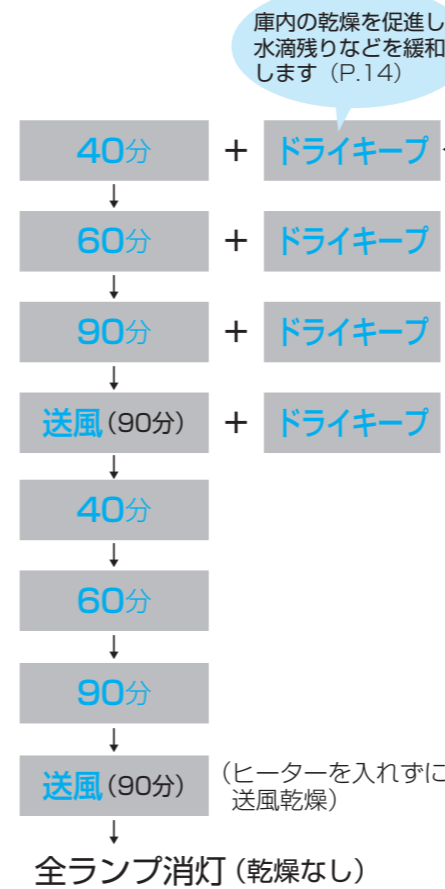 庫内の乾燥を促進し
水滴残りなどを緩和
します（P.14）
40分 + ドライキープ
↓
60分 + ドライキープ
↓
90分 + ドライキープ
↓
送風（90分） + ドライキープ
↓
40分
↓
60分
↓
90分
↓
送風（90分） （ヒーターを入れずに
送風乾燥）
↓
全ランプ消灯（乾燥なし）